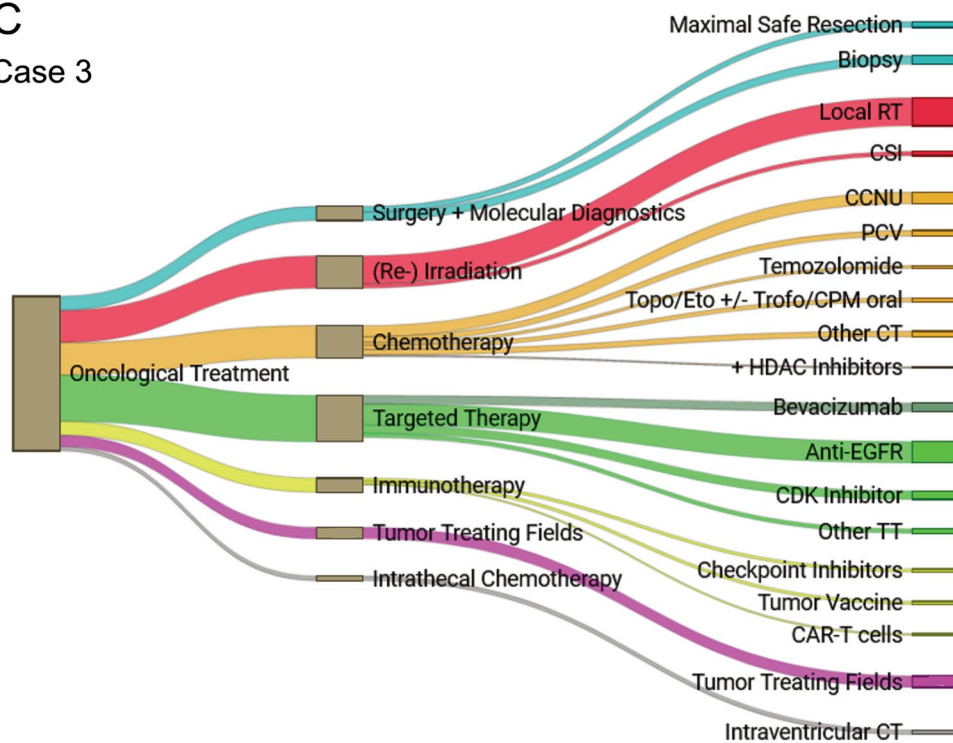 C
Case 3
Maximal Safe Resection
Biopsy
Local RT
CSI
CCNU
PCV
Temozolomide
Topo/Eto +/- Trofo/CPM oral
Other CT
+ HDAC Inhibitors
Bevacizumab
Anti-EGFR
CDK Inhibitor
Other TT
Checkpoint Inhibitors
Tumor Vaccine
CAR-T cells
Tumor Treating Fields
Intraventricular CT
Surgery + Molecular Diagnostics
(Re-) Irradiation
Chemotherapy
Targeted Therapy
Immunotherapy
Tumor Treating Fields
Intrathecal Chemotherapy
Oncological Treatment